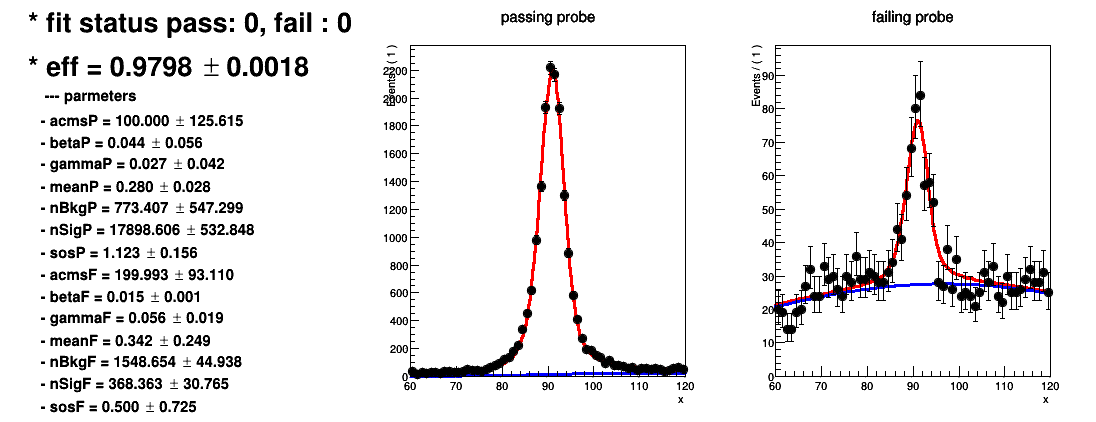 * fit status pass: 0, fail : 0
* eff = 0.9798 ± 0.0018
--- parmeters
- acmsP = 100.000 ± 125.615
- betaP = 0.044 ± 0.056
- gammaP = 0.027 ± 0.042
- meanP = 0.280 ± 0.028
- nBkgP = 773.407 ± 547.299
- nSigP = 17898.606 ± 532.848
- sosP = 1.123 ± 0.156
- acmsF = 199.993 ± 93.110
- betaF = 0.015 ± 0.001
- gammaF = 0.056 ± 0.019
- meanF = 0.342 ± 0.249
- nBkgF = 1548.654 ± 44.938
- nSigF = 368.363 ± 30.765
- sosF = 0.500 ± 0.725
passing probe
Events / ( 1 )
2200
2000
1800
1600
1400
1200
1000
800
600
400
200
0
60 70 80 90 100 110 120
x
failing probe
Events / ( 1 )
90
80
70
60
50
40
30
20
10
0
60 70 80 90 100 110 120
x